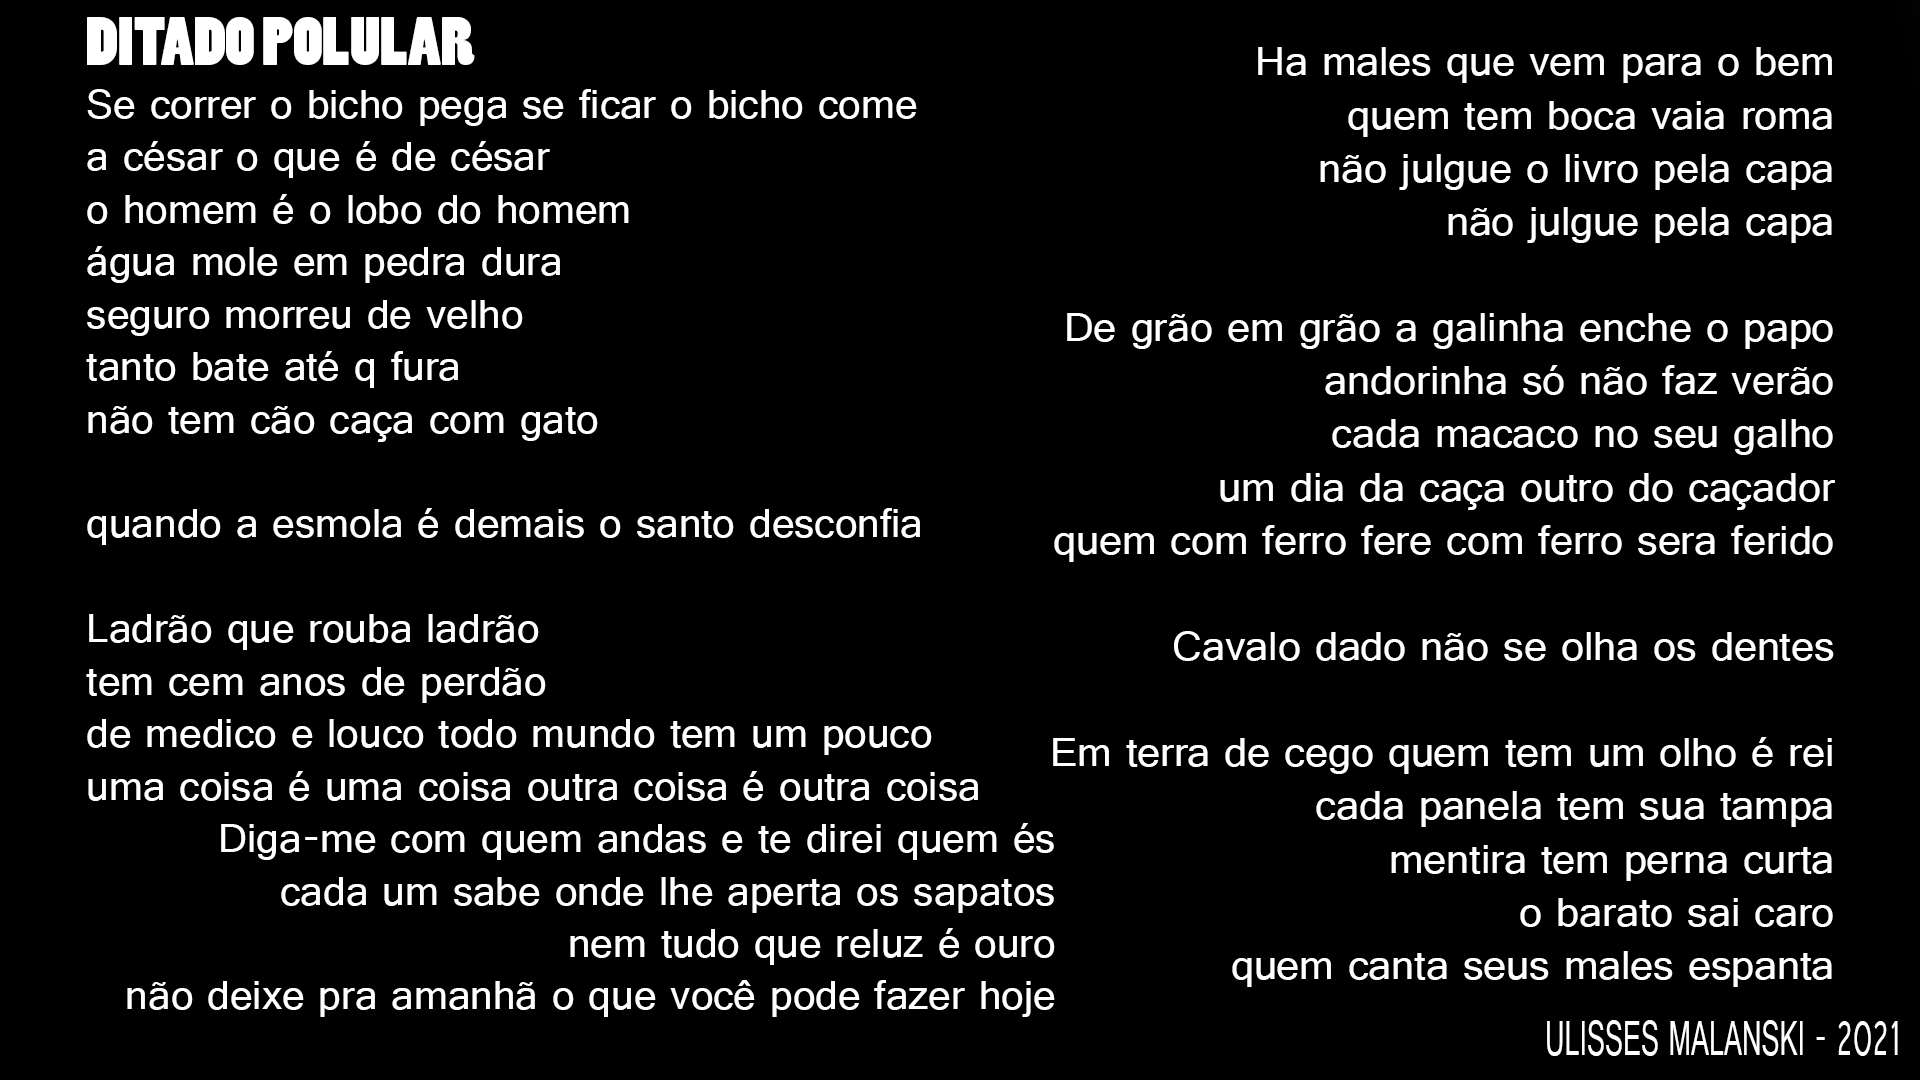 DITADO POLULAR
Se correr o bicho pega se ficar o bicho come
a césar o que é de césar
o homem é o lobo do homem
água mole em pedra dura
seguro morreu de velho
tanto bate até q fura
não tem cão caça com gato
quando a esmola é demais o santo desconfia
Ladrão que rouba ladrão
tem cem anos de perdão
de medico e louco todo mundo tem um pouco
uma coisa é uma coisa outra coisa é outra coisa
Diga-me com quem andas e te direi quem és
cada um sabe onde lhe aperta os sapatos
nem tudo que reluz é ouro
não deixe pra amanhã o que você pode fazer hoje
Ha males que vem para o bem
quem tem boca vaia roma
não julgue o livro pela capa
não julgue pela capa
De grão em grão a galinha enche o papo
andorinha só não faz verão
cada macaco no seu galho
um dia da caça outro do caçador
quem com ferro fere com ferro sera ferido
Cavalo dado não se olha os dentes
Em terra de cego quem tem um olho é rei
cada panela tem sua tampa
mentira tem perna curta
o barato sai caro
quem canta seus males espanta
ULISSES MALANSKI - 2021